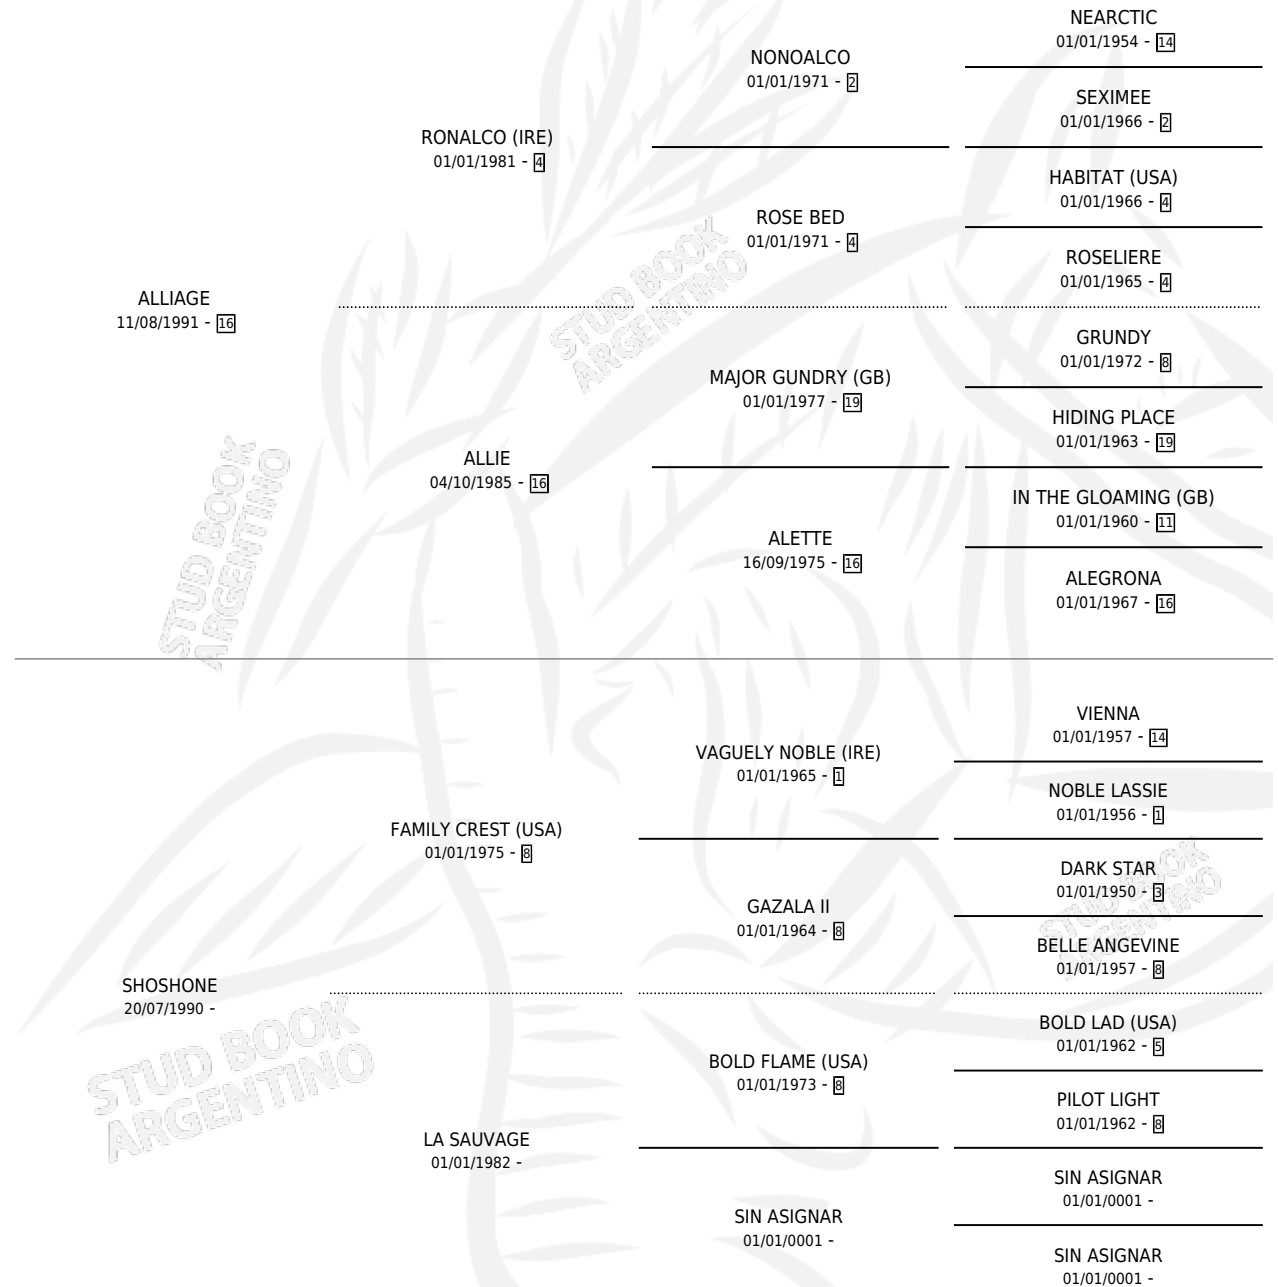 NEARCTIC
01/01/1954 - 14
NONOALCO
01/01/1971 - 2
SEXIMEE
01/01/1966 - 2
RONALCO (IRE)
01/01/1981 - 4
HABITAT (USA)
01/01/1966 - 4
ROSE BED
01/01/1971 - 4
ROSELIERE
01/01/1965 - 4
ALLIAGE
11/08/1991 - 16
STUD BOOK
ARGENTINO
GRUNDY
01/01/1972 - 8
MAJOR GUNDRY (GB)
01/01/1977 - 19
HIDING PLACE
01/01/1963 - 19
ALLIE
04/10/1985 - 16
IN THE GLOAMING (GB)
01/01/1960 - 11
ALETTE
16/09/1975 - 16
ALEGRONA
01/01/1967 - 16
STUD BOOK
ARGENTINO
VIENNA
01/01/1957 - 14
VAGUELY NOBLE (IRE)
01/01/1965 - 1
NOBLE LASSIE
01/01/1956 - 1
FAMILY CREST (USA)
01/01/1975 - 8
DARK STAR
01/01/1950 - 3
GAZALA II
01/01/1964 - 8
STUD BOOK
ARGENTINO
BELLE ANGEVINE
01/01/1957 - 8
SHOSHONE
20/07/1990 -
BOLD LAD (USA)
01/01/1962 - 5
BOLD FLAME (USA)
01/01/1973 - 8
STUD BOOK
ARGENTINO
PILOT LIGHT
01/01/1962 - 8
LA SAUVAGE
01/01/1982 -
SIN ASIGNAR
01/01/0001 -
SIN ASIGNAR
01/01/0001 -
SIN ASIGNAR
01/01/0001 -